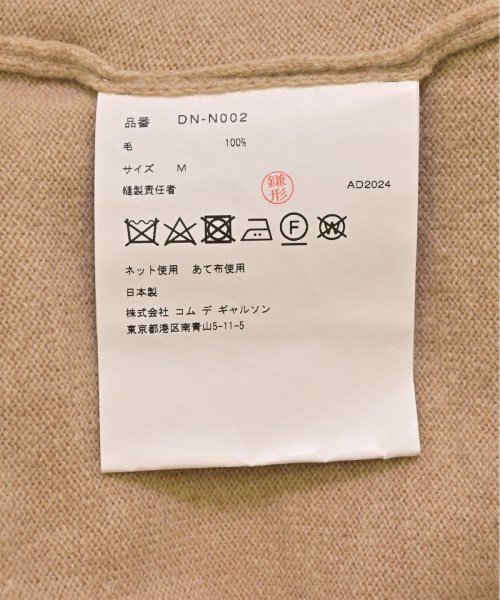 品番 DN-N002
毛 100%
サイズ M
縫製責任者 鎌形 AD2024
F W
ネット使用 あて布使用
日本製
株式会社 コム デ ギャルソン
東京都港区南青山5-11-5